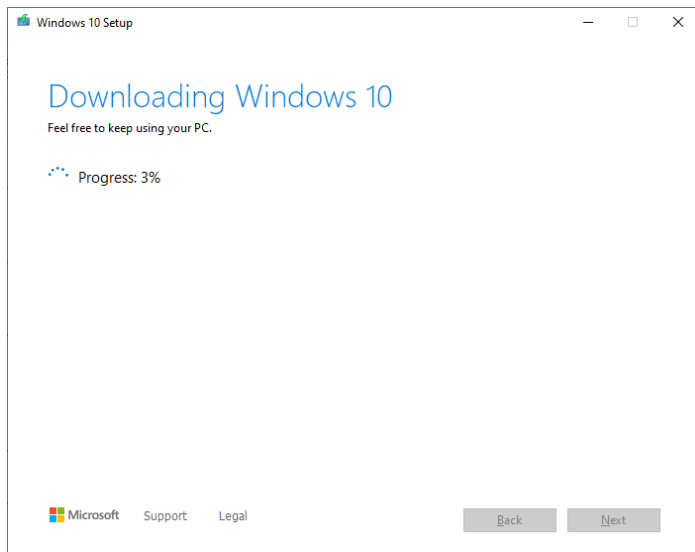 Windows 10 Setup
Downloading Windows 10
Feel free to keep using your PC.
Progress: 3%
Microsoft Support Legal
Back Next